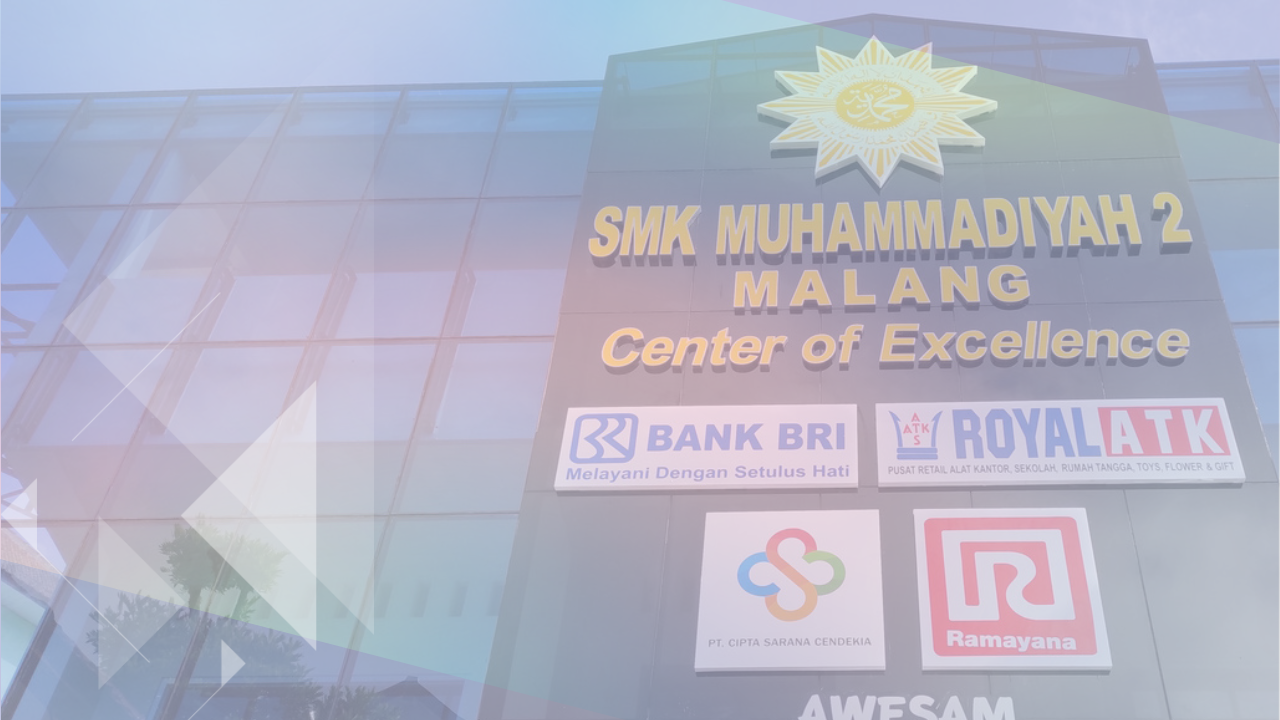 محمد
SMK MUHAMMADIYAH 2
MALANG
Center of Excellence
BANK BRI
Melayani Dengan Setulus Hati
ATK
S
ROYAL ATK
PUSAT RETAIL ALAT KANTOR, SEKOLAH, RUMAH TANGGA, TOYS, FLOWER & GIFT
PT. CIPTA SARANA CENDEKIA
Ramayana
AWESAM